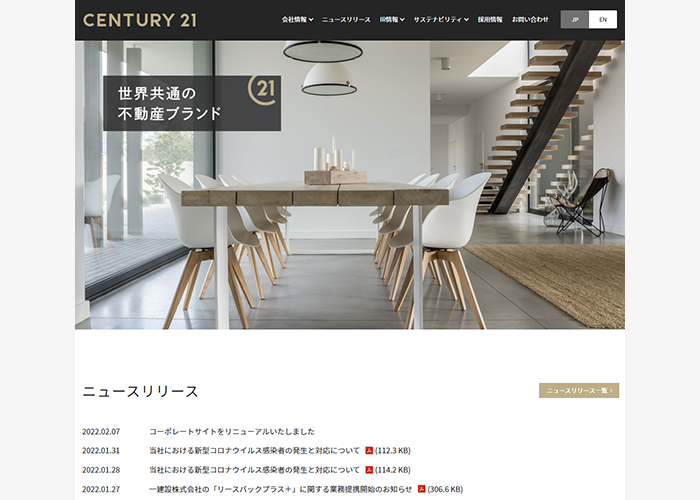 CENTURY 21
会社情報 ニュースリリース IR情報 サステナビリティ 採用情報 お問い合わせ JP EN
世界共通の
不動産ブランド
21
ニュースリリース
ニュースリリース一覧
2022.02.07 コーポレートサイトをリニューアルいたしました
2022.01.31 当社における新型コロナウイルス感染者の発生と対応について (112.3 KB)
2022.01.28 当社における新型コロナウイルス感染者の発生と対応について (114.2 KB)
2022.01.27 一建設株式会社の「リースバックプラス＋」に関する業務提携開始のお知らせ (306.6 KB)